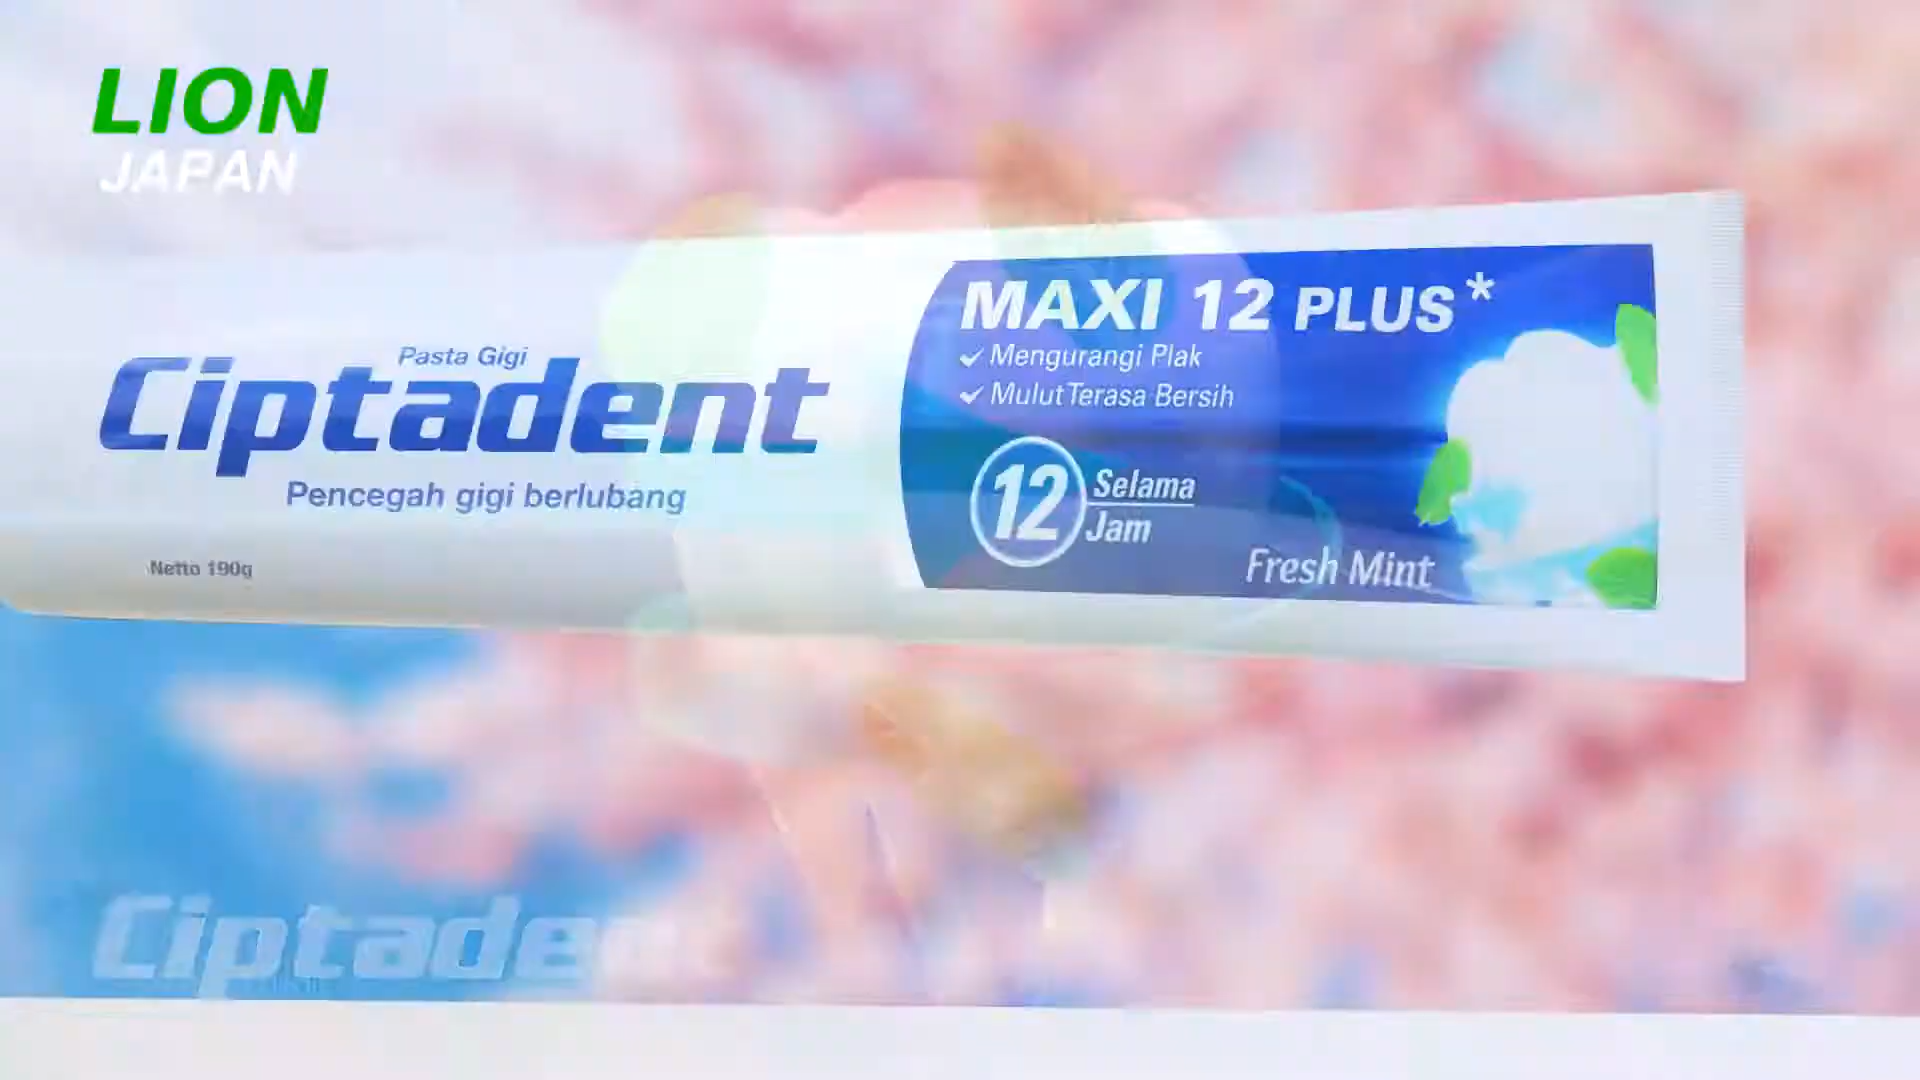 LION
JAPAN
Pasta Gigi
Ciptadent
Pencegah gigi berlubang
Netto 190g
MAXI 12 PLUS*
✓ Mengurangi Plak
✓ Mulut Terasa Bersih
12 Selama
Jam
Fresh Mint
Ciptadent